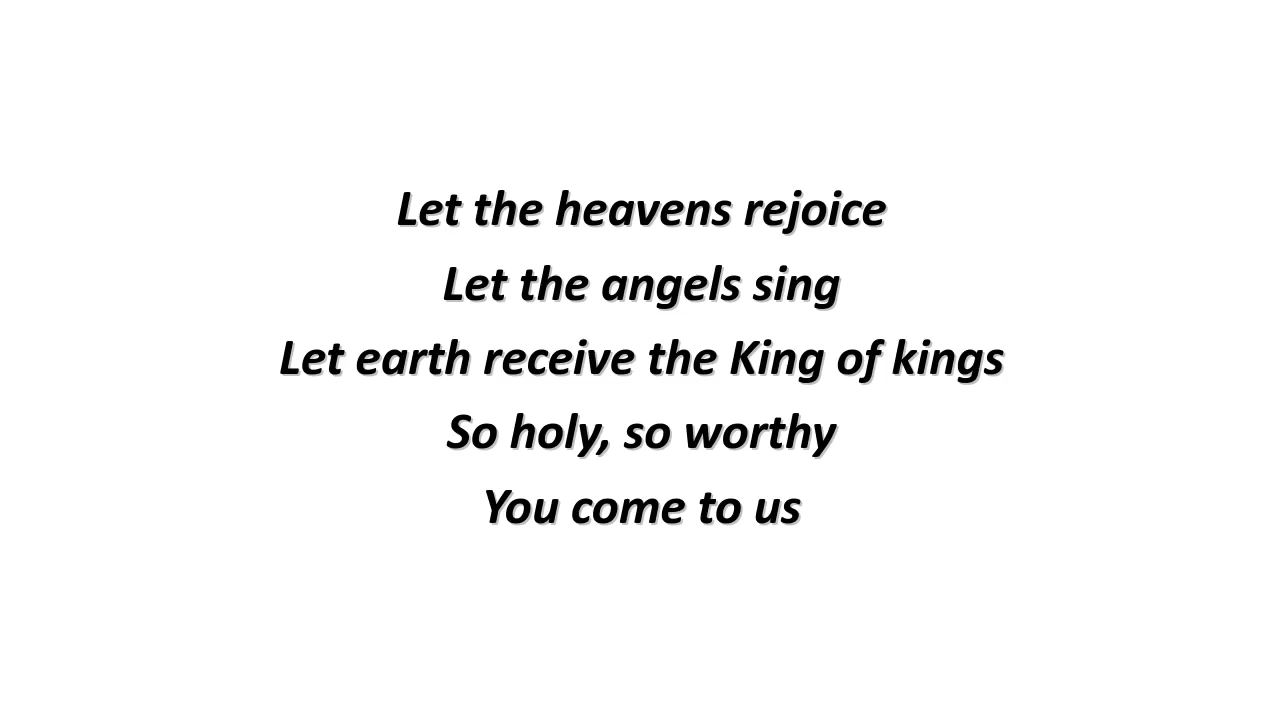 Let the heavens rejoice
Let the angels sing
Let earth receive the King of kings
So holy, so worthy
You come to us